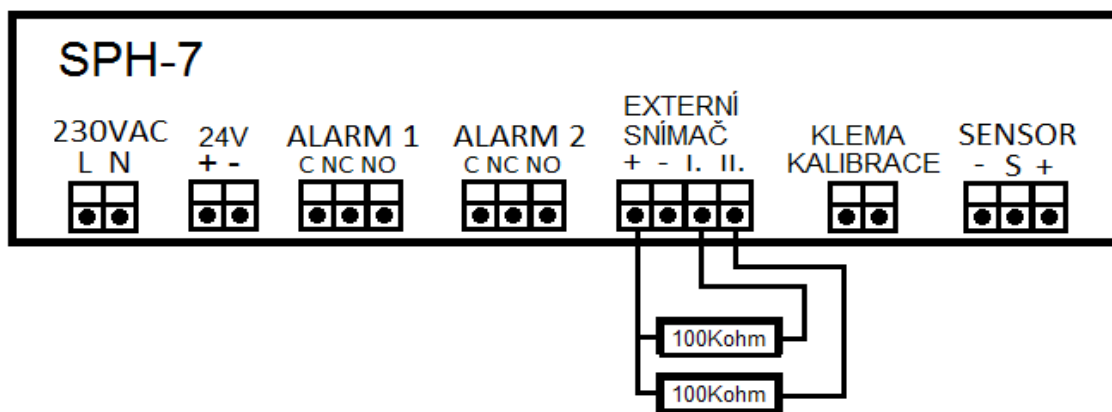 SPH-7
230VAC
L N
24V
+ -
ALARM 1
C NC NO
ALARM 2
C NC NO
EXTERNÍ
SNÍMAČ
+ - I. II.
KLEMA
KALIBRACE
SENSOR
- S +
100Kohm
100Kohm